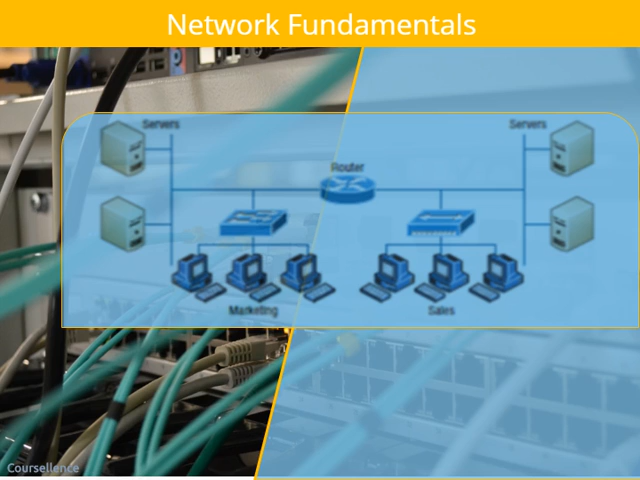 Network Fundamentals
Servers
Servers
Router
Marketing
Sales
Coursellence